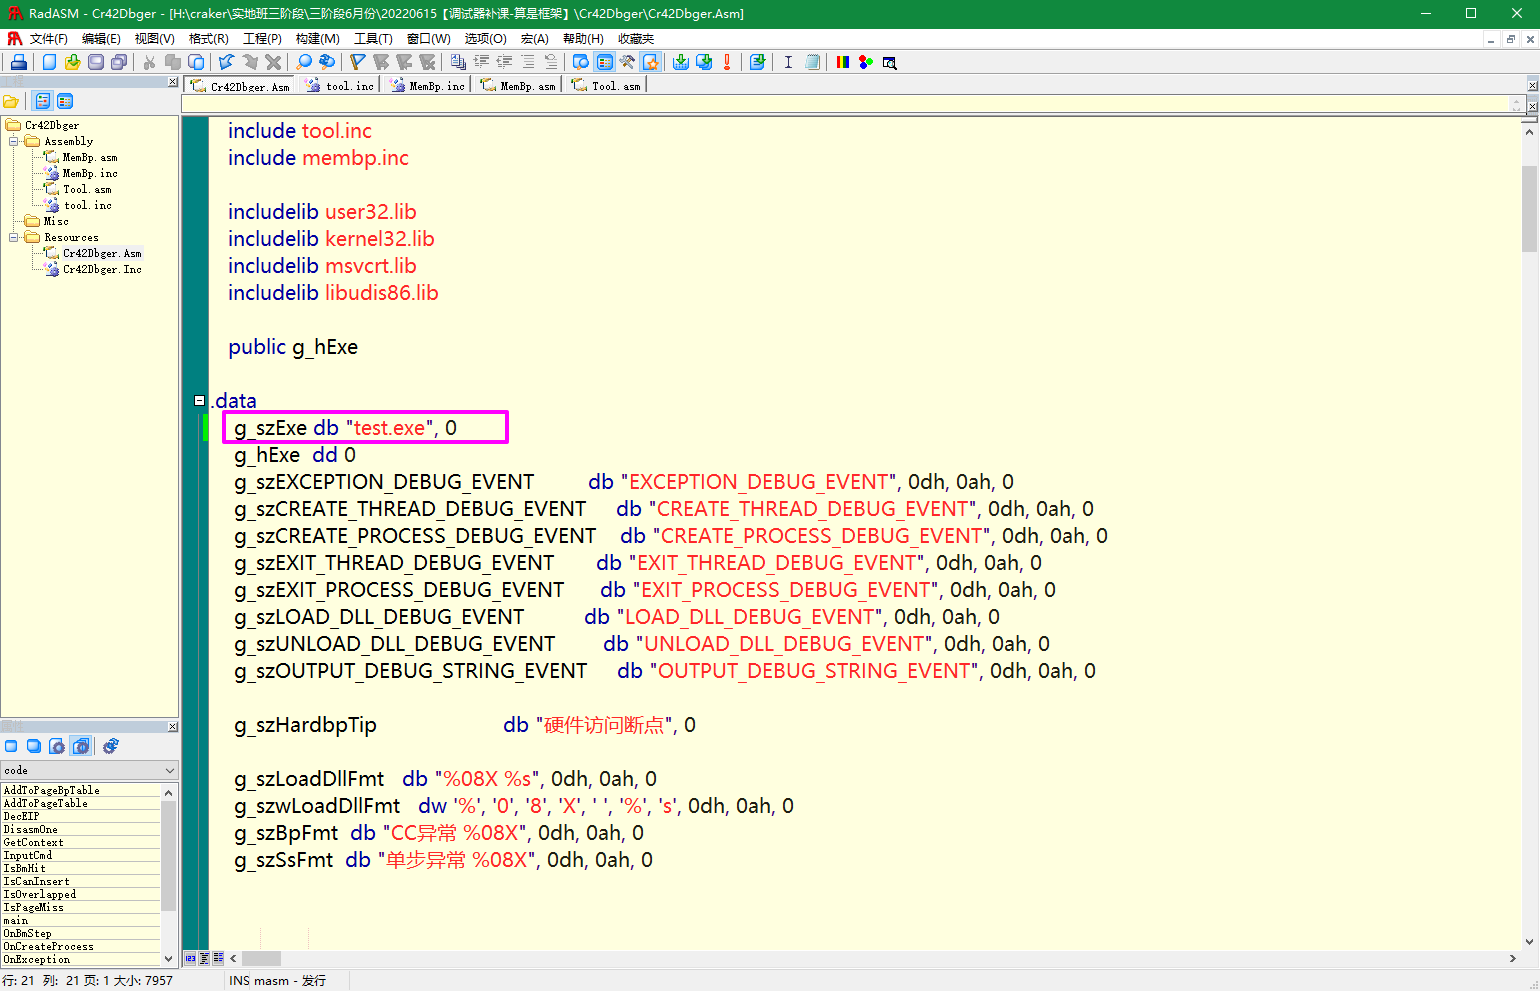 RadASM - Cr42Dbger - [H:\craker\实地班三阶段\三阶段6月份\20220615【调试器补课-算是框架】\Cr42Dbger\Cr42Dbger.Asm]
文件(F) 编辑(E) 视图(V) 格式(R) 工程(P) 构建(M) 工具(T) 窗口(W) 选项(O) 宏(A) 帮助(H) 收藏夹
工程
Cr42Dbger.Asm tool.inc MemBp.inc MemBp.asm Tool.asm
Cr42Dbger
Assembly
MemBp.asm
MemBp.inc
Tool.asm
tool.inc
Misc
Resources
Cr42Dbger.Asm
Cr42Dbger.Inc
include tool.inc
include membp.inc
includelib user32.lib
includelib kernel32.lib
includelib msvcrt.lib
includelib libudis86.lib
public g_hExe
.data
g_szExe db "test.exe", 0
g_hExe dd 0
g_szEXCEPTION_DEBUG_EVENT db "EXCEPTION_DEBUG_EVENT", 0dh, 0ah, 0
g_szCREATE_THREAD_DEBUG_EVENT db "CREATE_THREAD_DEBUG_EVENT", 0dh, 0ah, 0
g_szCREATE_PROCESS_DEBUG_EVENT db "CREATE_PROCESS_DEBUG_EVENT", 0dh, 0ah, 0
g_szEXIT_THREAD_DEBUG_EVENT db "EXIT_THREAD_DEBUG_EVENT", 0dh, 0ah, 0
g_szEXIT_PROCESS_DEBUG_EVENT db "EXIT_PROCESS_DEBUG_EVENT", 0dh, 0ah, 0
g_szLOAD_DLL_DEBUG_EVENT db "LOAD_DLL_DEBUG_EVENT", 0dh, 0ah, 0
g_szUNLOAD_DLL_DEBUG_EVENT db "UNLOAD_DLL_DEBUG_EVENT", 0dh, 0ah, 0
g_szOUTPUT_DEBUG_STRING_EVENT db "OUTPUT_DEBUG_STRING_EVENT", 0dh, 0ah, 0
g_szHardbpTip db "硬件访问断点", 0
g_szLoadDllFmt db "%08X %s", 0dh, 0ah, 0
g_szwLoadDllFmt dw '%', '0', '8', 'X', ' ', '%', 's', 0dh, 0ah, 0
g_szBpFmt db "CC异常 %08X", 0dh, 0ah, 0
g_szSsFmt db "单步异常 %08X", 0dh, 0ah, 0
属性
code
AddToPageBpTable
AddToPageTable
DecEIP
DisasmOne
GetContext
InputCmd
IsBmHit
IsCanInsert
IsOverlapped
IsPageMiss
main
OnBmStep
OnCreateProcess
OnException
行: 21 列: 21 页: 1 大小: 7957 INS masm - 发行